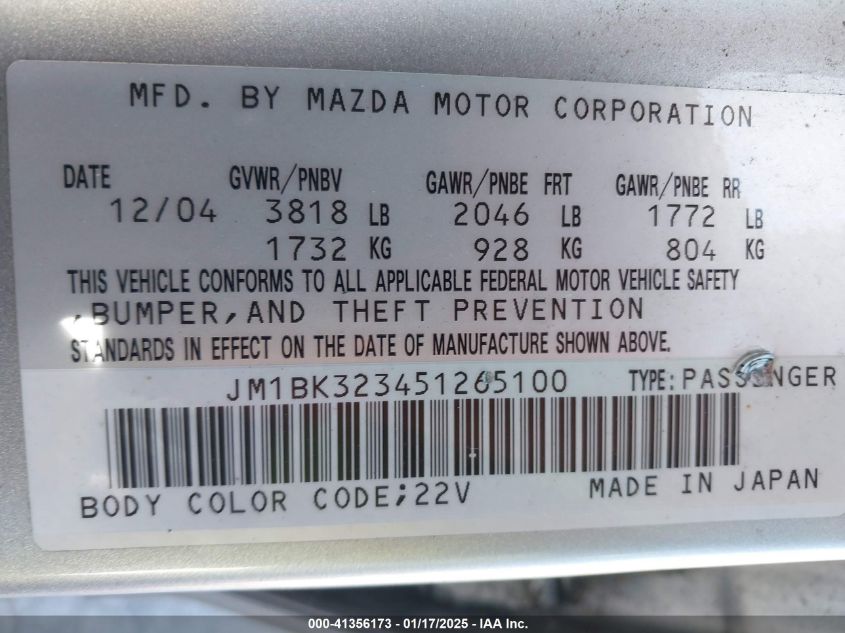 MFD. BY MAZDA MOTOR CORPORATION
DATE GVWR/PNBV GAWR/PNBE FRT GAWR/PNBE RR
12/04 3818 LB 2046 LB 1772 LB
1732 KG 928 KG 804 KG
THIS VEHICLE CONFORMS TO ALL APPLICABLE FEDERAL MOTOR VEHICLE SAFETY
,BUMPER,AND THEFT PREVENTION
STANDARDS IN EFFECT ON THE DATE OF MANUFACTURE SHOWN ABOVE.
JM1BK323451265100 TYPE:PASSENGER
BODY COLOR CODE;22V MADE IN JAPAN
000-41356173 — 01/17/2025 - IAA Inc.